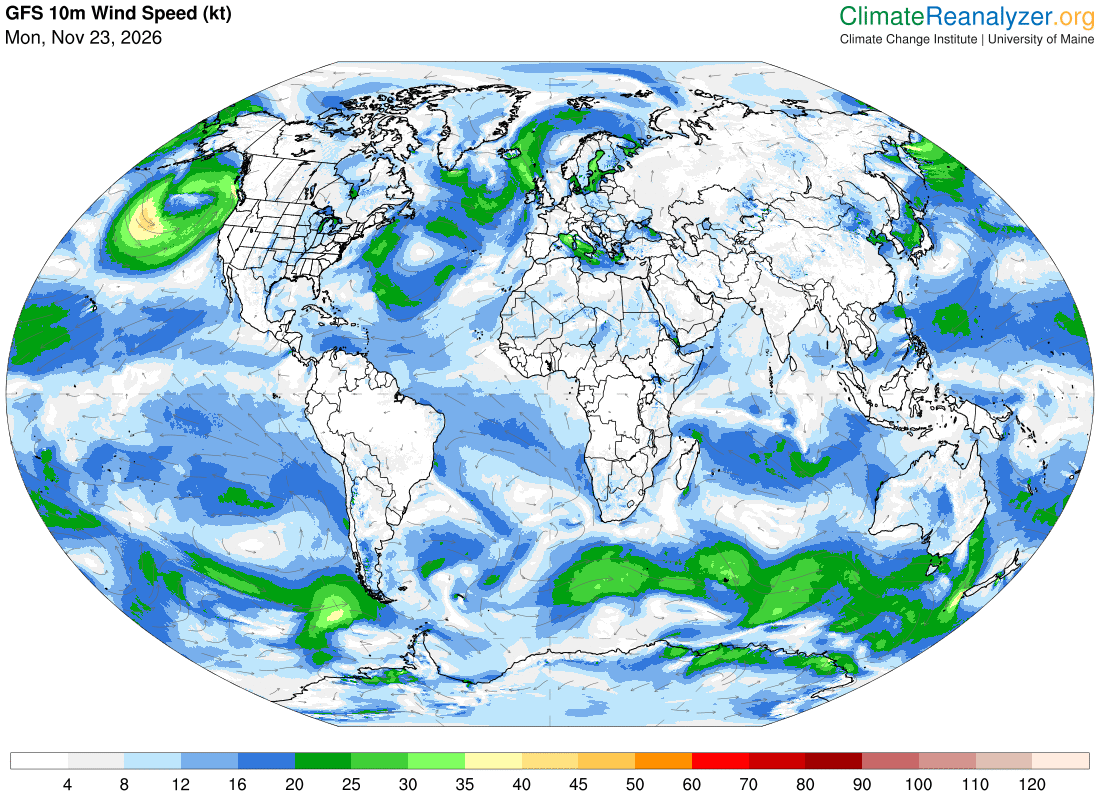 GFS 10m Wind Speed (kt)
Mon, Nov 23, 2026
ClimateReanalyzer.org
Climate Change Institute | University of Maine
4 8 12 16 20 25 30 35 40 45 50 60 70 80 90 100 110 120